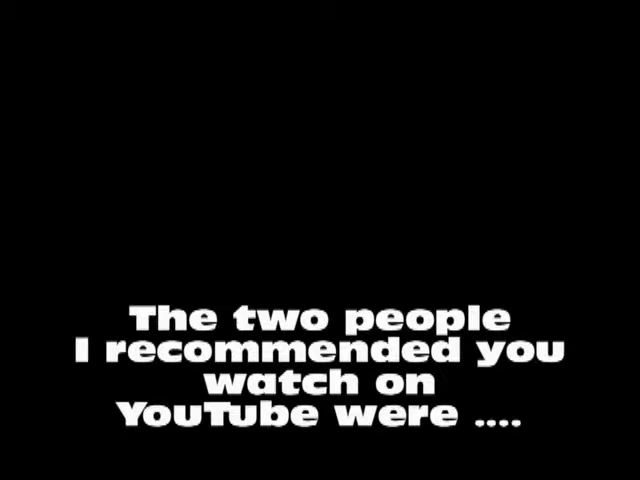 The two people
I recommended you
watch on
YouTube were ....